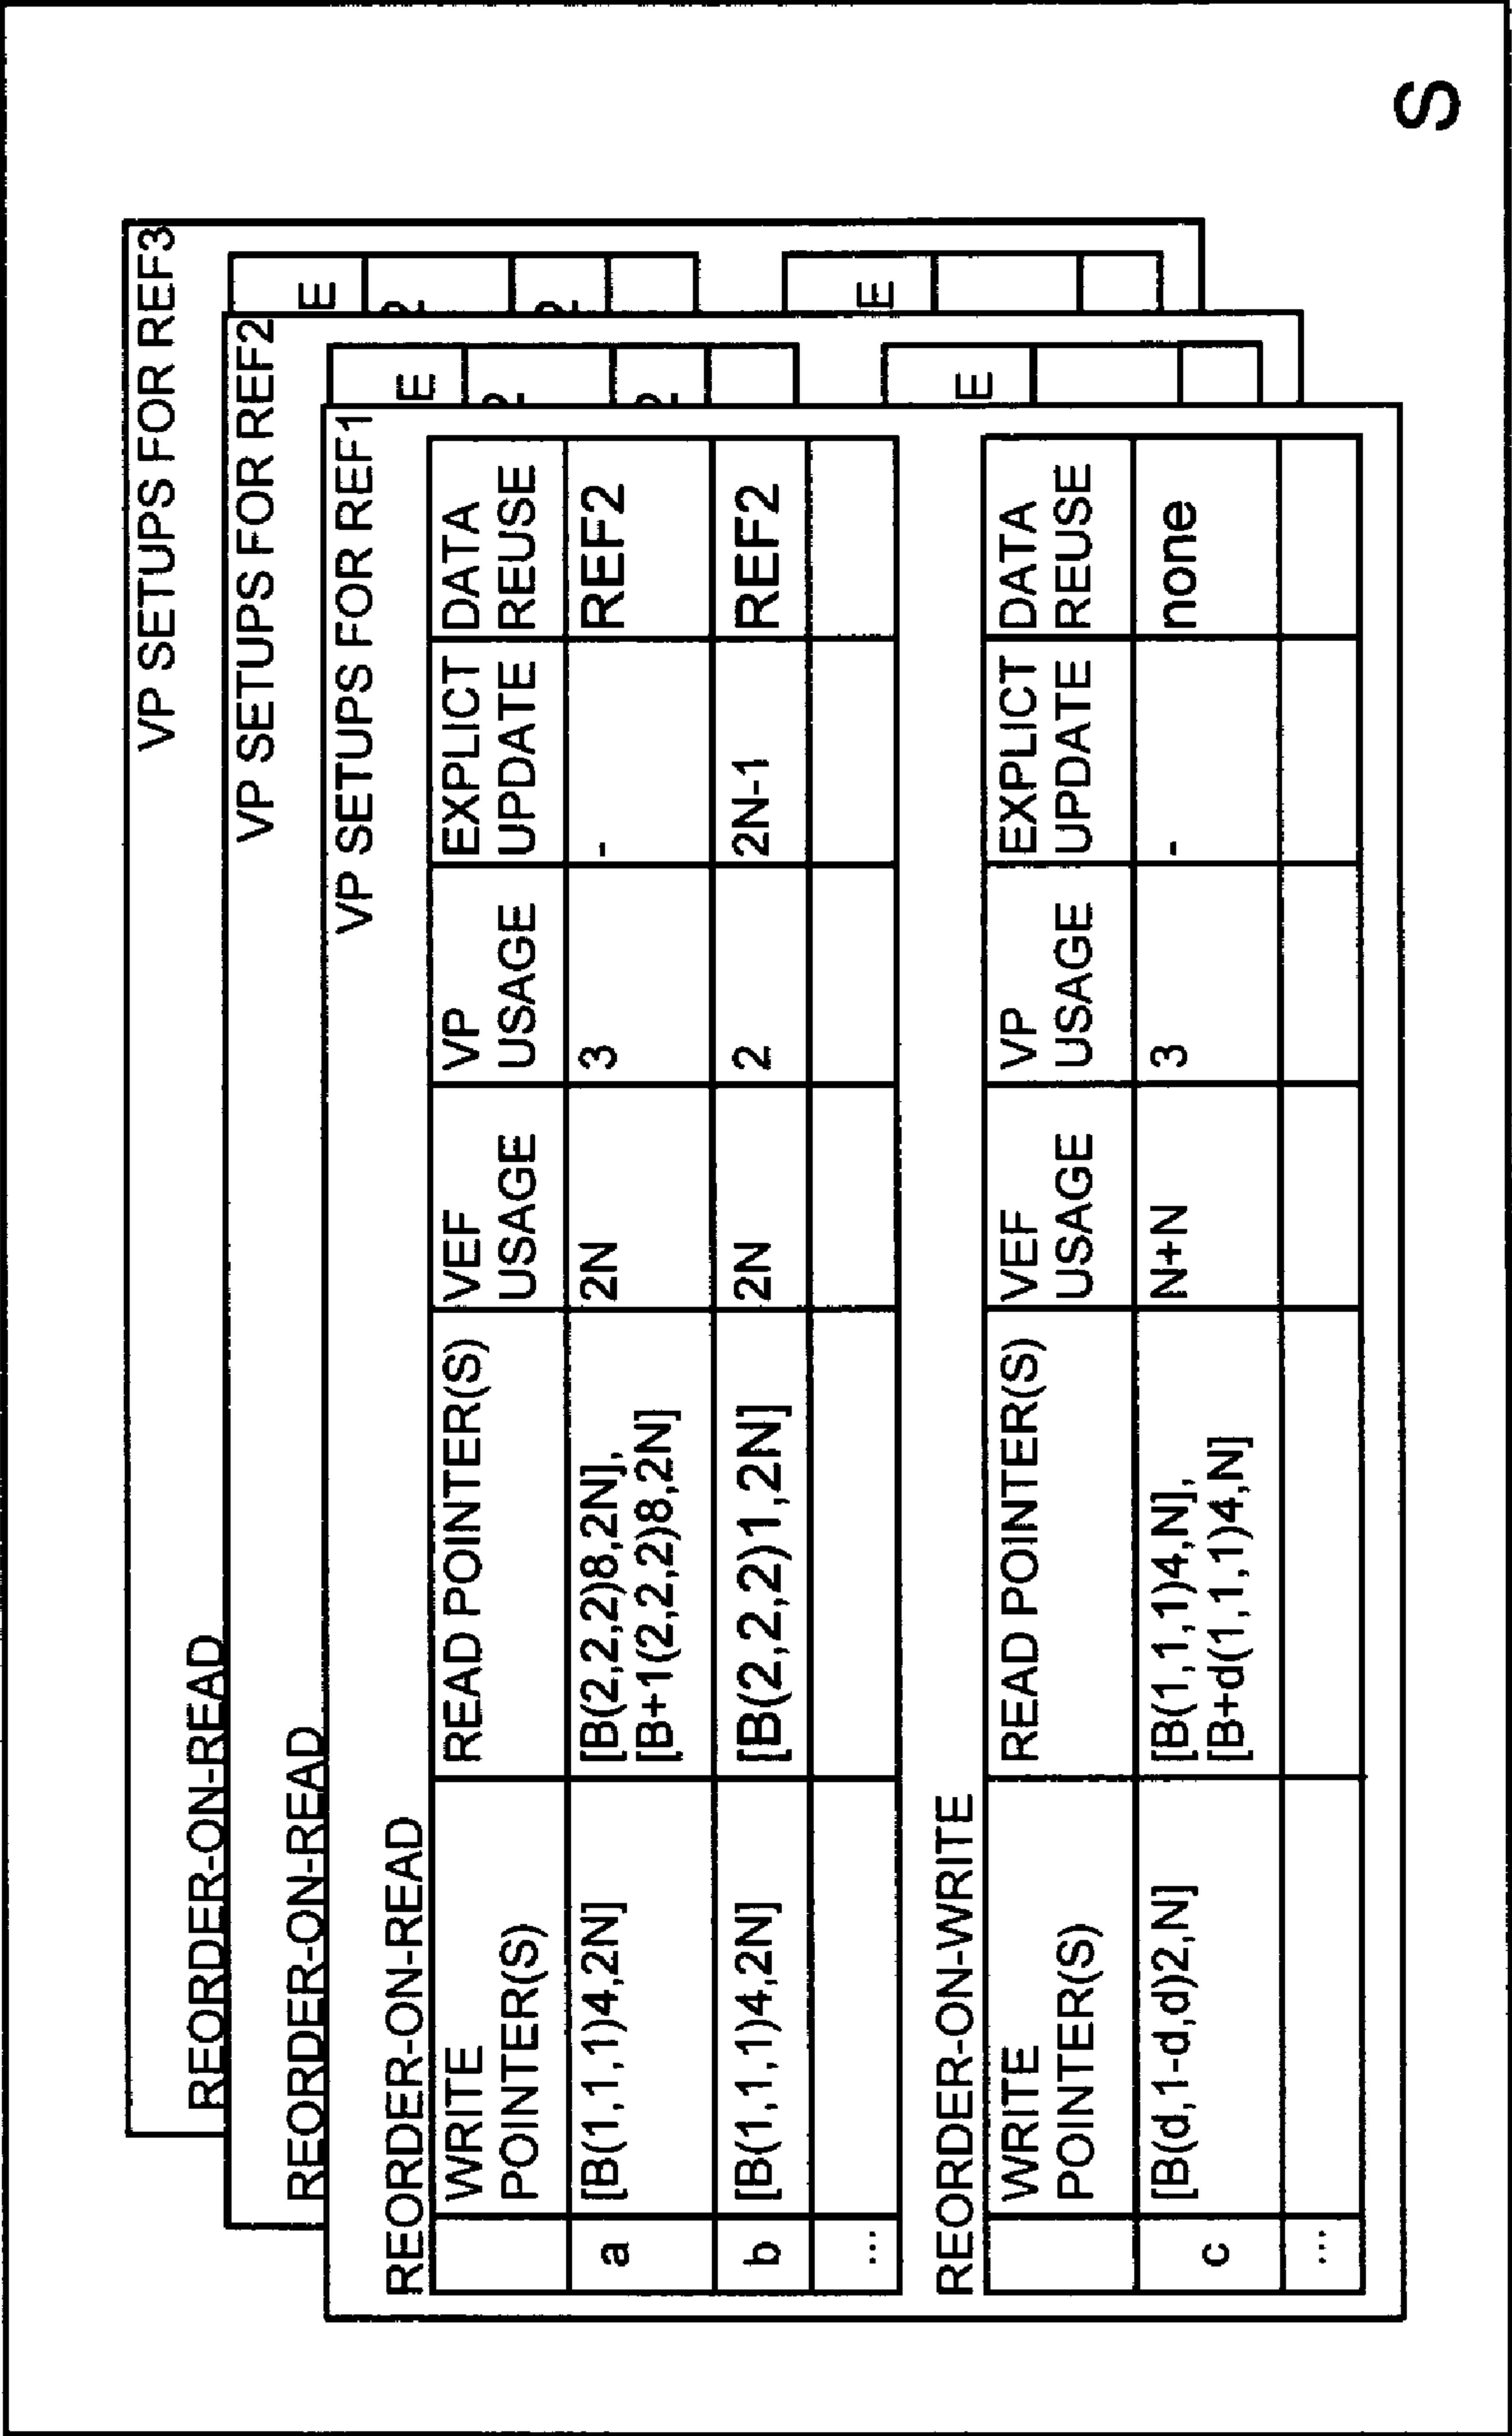 S
VP SETUPS FOR REF3
REORDER-ON-READ
E
E
VP SETUPS FOR REF2
REORDER-ON-READ
E
E
VP SETUPS FOR REF1
REORDER-ON-READ
WRITE POINTER(S) READ POINTER(S) VEF USAGE VP USAGE EXPLICT UPDATE DATA REUSE
a [B(1,1,1)4,2N] [B(2,2,2)8,2N], 2N 3 - REF2
[B+1(2,2,2)8,2N]
b [B(1,1,1)4,2N] [B(2,2,2)1,2N] 2N 2 2N-1 REF2
...
REORDER-ON-WRITE
WRITE POINTER(S) READ POINTER(S) VEF USAGE VP USAGE EXPLICT UPDATE DATA REUSE
c [B(d,1-d,d)2,N] [B(1,1,1)4,N], N+N 3 - none
[B+d(1,1,1)4,N]
...